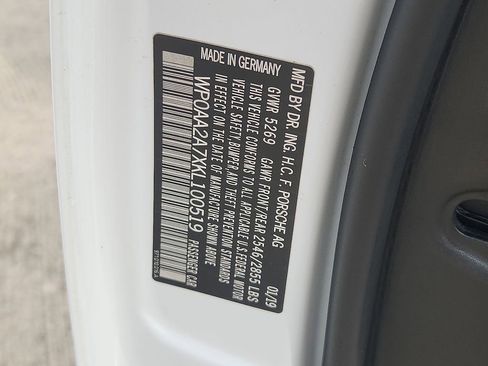 MFD BY DR. ING. H.C. F. PORSCHE AG 01/19
GVWR 5269 GAWR FRONT/REAR 2546/2855 LBS
THIS VEHICLE CONFORMS TO ALL APPLICABLE U.S. FEDERAL MOTOR
VEHICLE SAFETY, BUMPER, AND THEFT PREVENTION STANDARDS
IN EFFECT ON THE DATE OF MANUFACTURE SHOWN ABOVE
WP0AA2A7XKL100519 PASSENGER CAR
MADE IN GERMANY